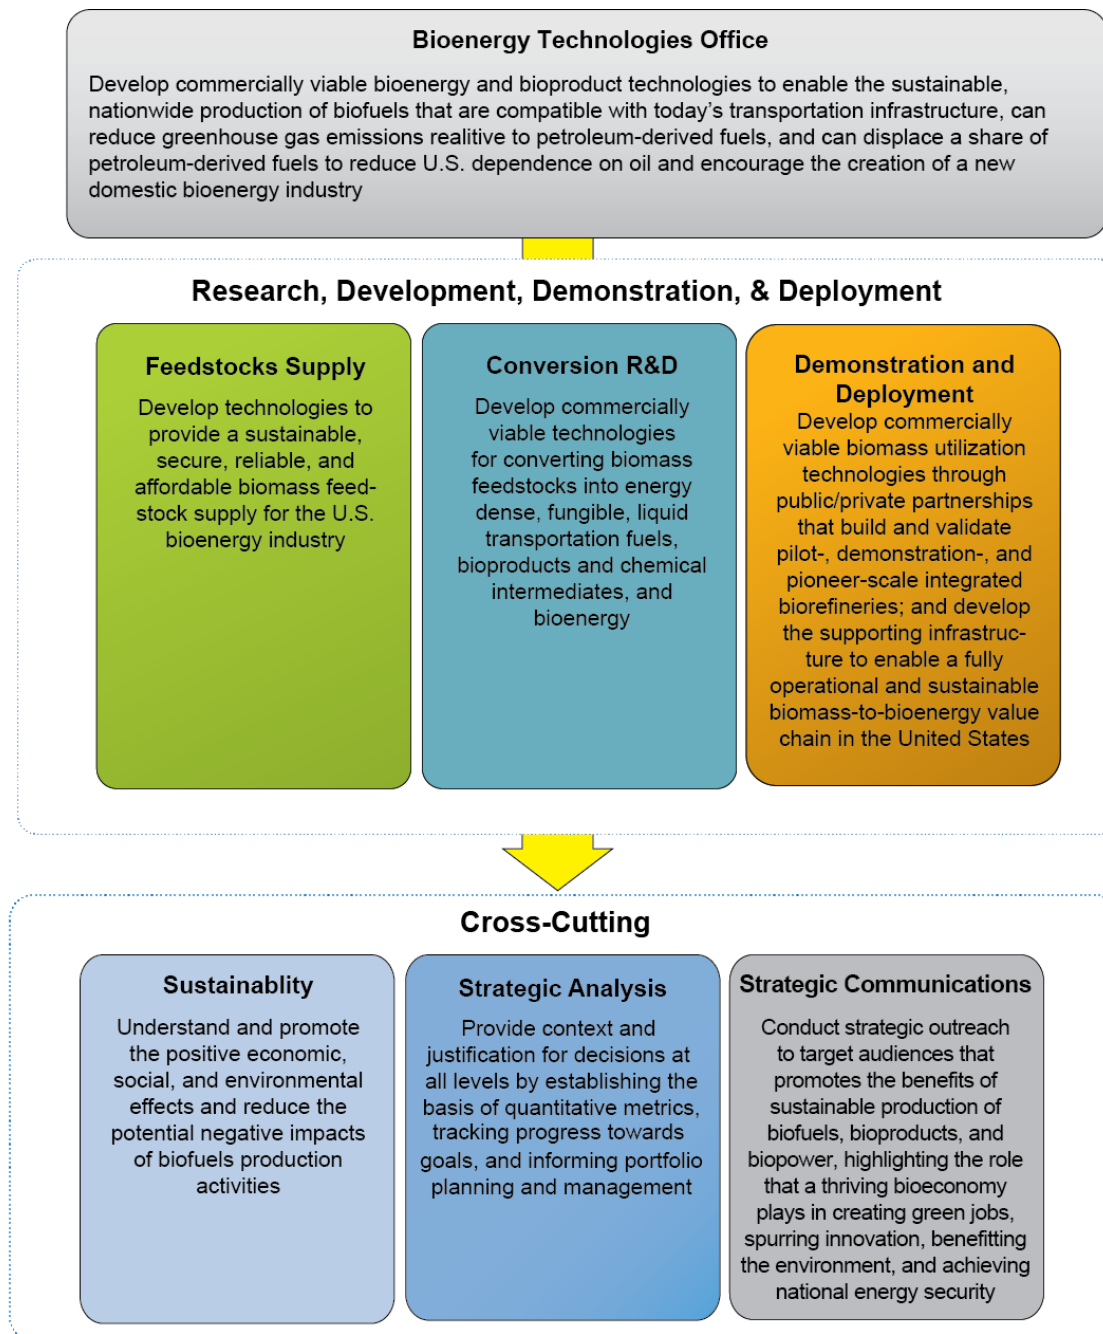 Bioenergy Technologies Office
Develop commercially viable bioenergy and bioproduct technologies to enable the sustainable,
nationwide production of biofuels that are compatible with today's transportation infrastructure, can
reduce greenhouse gas emissions realitive to petroleum-derived fuels, and can displace a share of
petroleum-derived fuels to reduce U.S. dependence on oil and encourage the creation of a new
domestic bioenergy industry
Research, Development, Demonstration, & Deployment
Feedstocks Supply
Develop technologies to
provide a sustainable,
secure, reliable, and
affordable biomass feed-
stock supply for the U.S.
bioenergy industry
Conversion R&D
Develop commercially
viable technologies
for converting biomass
feedstocks into energy
dense, fungible, liquid
transportation fuels,
bioproducts and chemical
intermediates, and
bioenergy
Demonstration and
Deployment
Develop commercially
viable biomass utilization
technologies through
public/private partnerships
that build and validate
pilot-, demonstration-, and
pioneer-scale integrated
biorefineries; and develop
the supporting infrastruc-
ture to enable a fully
operational and sustainable
biomass-to-bioenergy value
chain in the United States
Cross-Cutting
Sustainablity
Understand and promote
the positive economic,
social, and environmental
effects and reduce the
potential negative impacts
of biofuels production
activities
Strategic Analysis
Provide context and
justification for decisions at
all levels by establishing the
basis of quantitative metrics,
tracking progress towards
goals, and informing portfolio
planning and management
Strategic Communications
Conduct strategic outreach
to target audiences that
promotes the benefits of
sustainable production of
biofuels, bioproducts, and
biopower, highlighting the role
that a thriving bioeconomy
plays in creating green jobs,
spurring innovation, benefitting
the environment, and achieving
national energy security